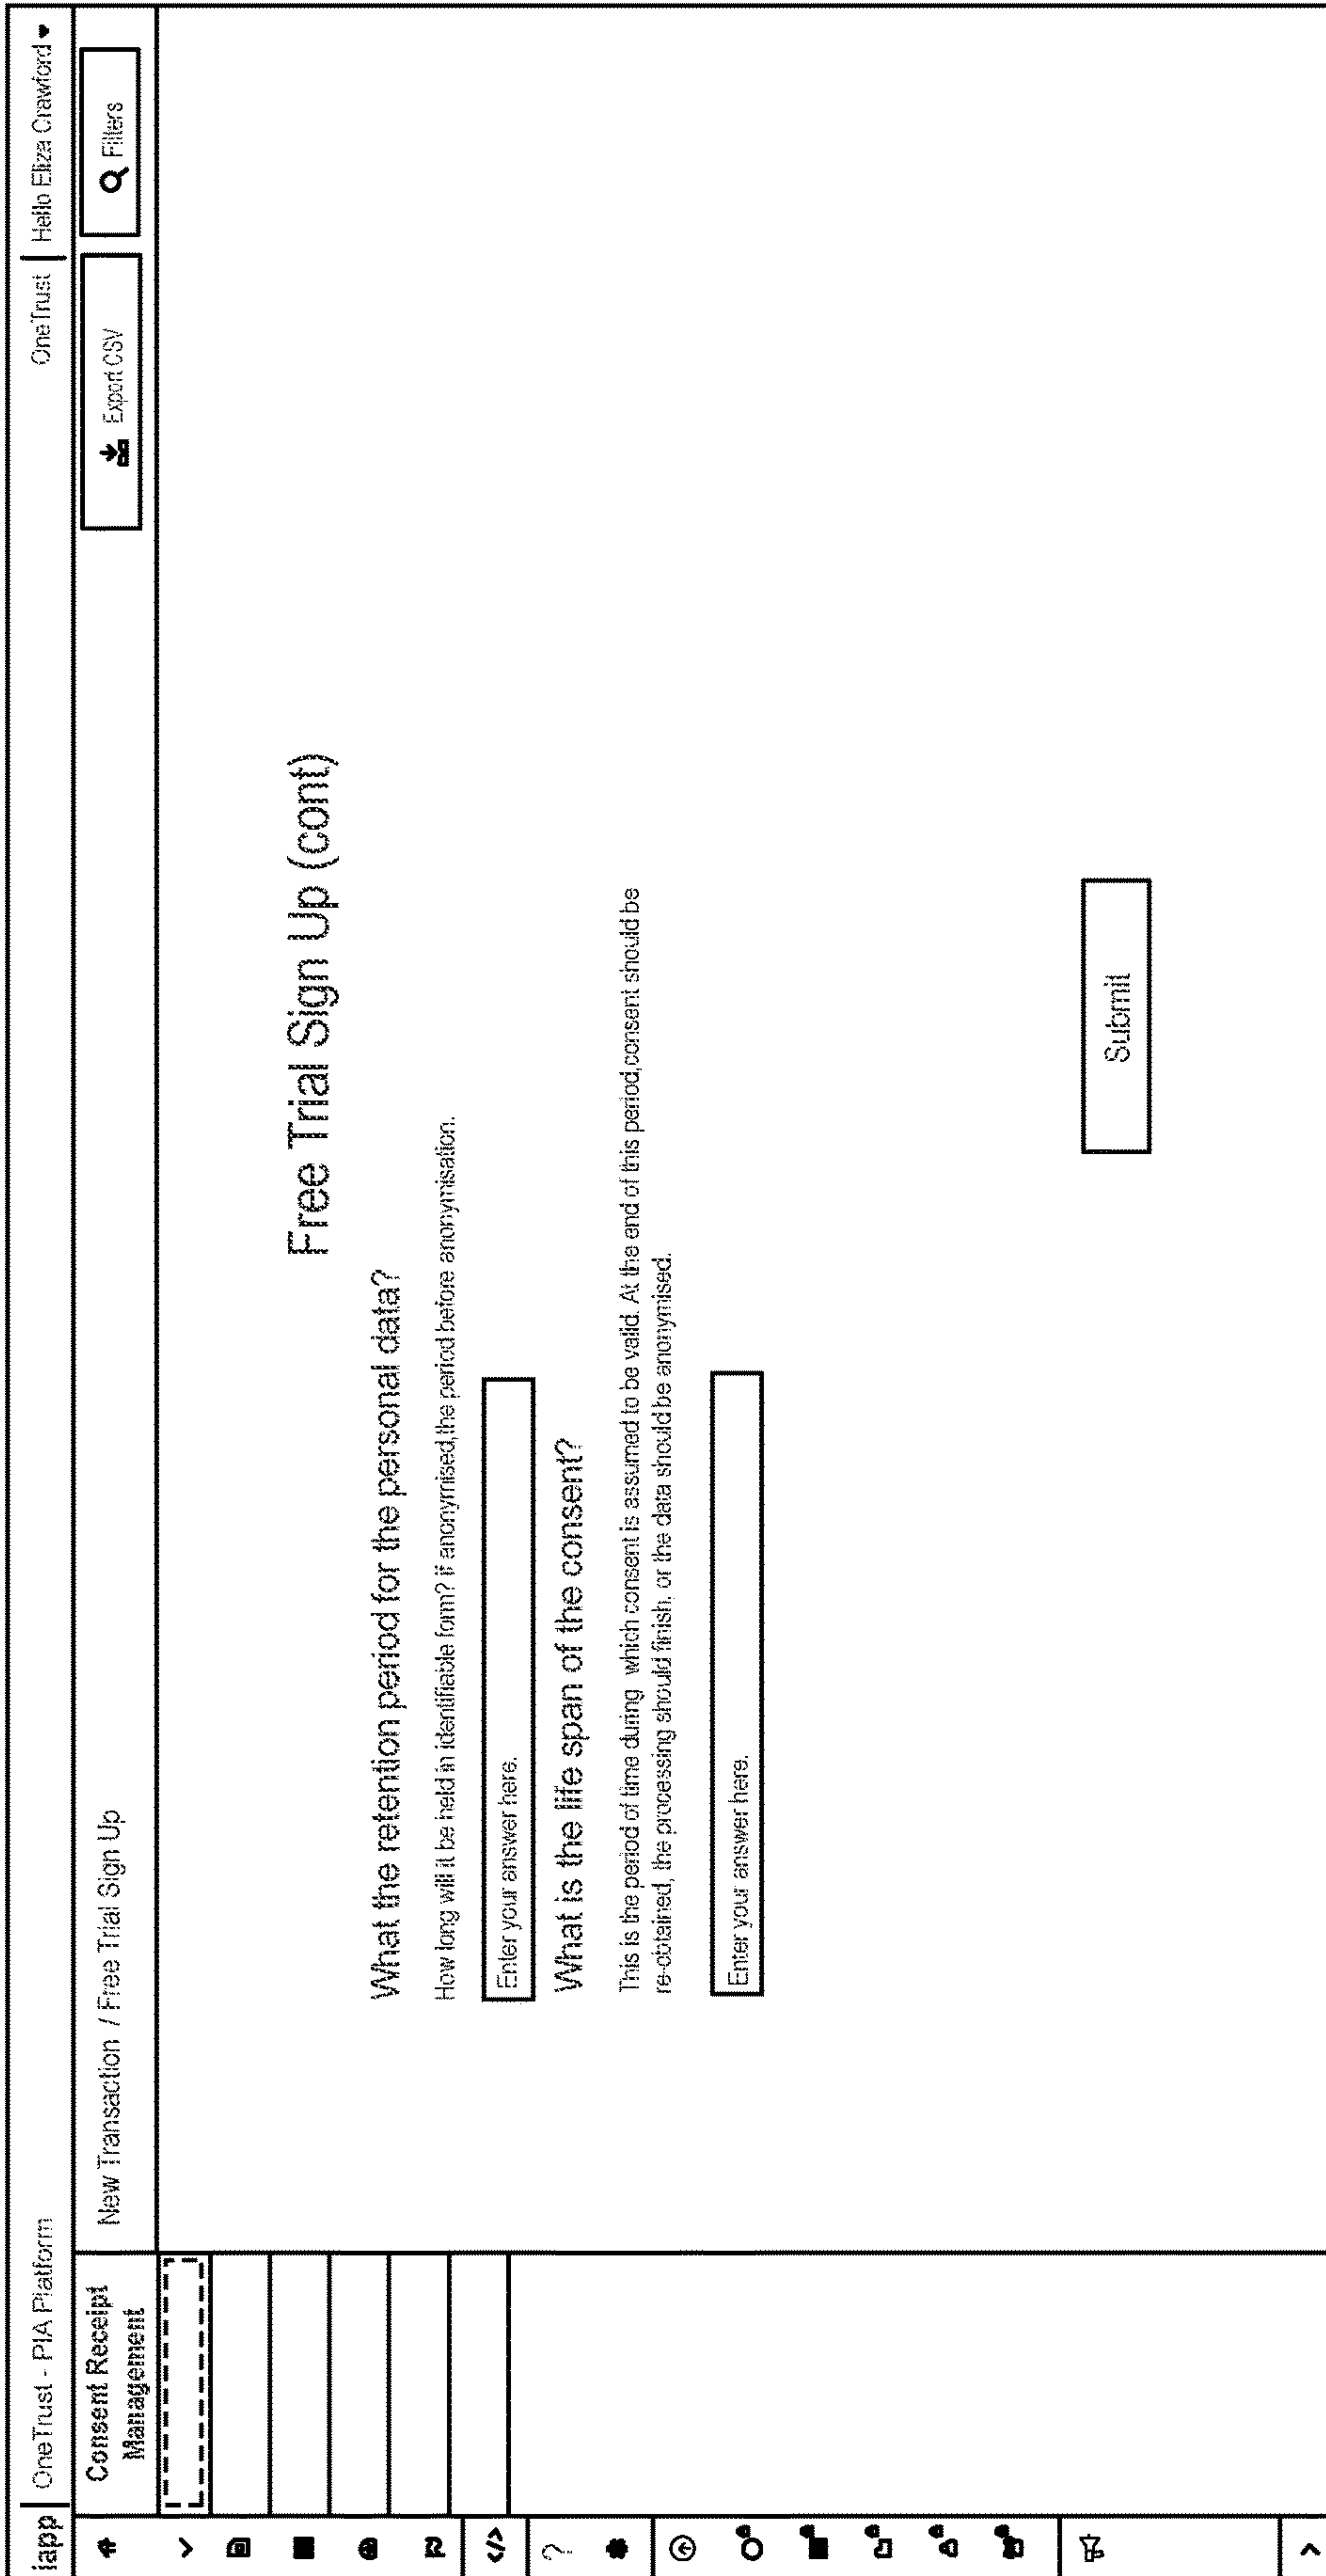 iapp | OneTrust - PIA Platform
OneTrust | Hello Eliza Crawford
Consent Receipt
Management
New Transaction / Free Trial Sign Up
Export CSV
Filters
Free Trial Sign Up (cont)
What the retention period for the personal data?
How long will it be held in identifiable form? if anonymised,the period before anonymisation.
Enter your answer here.
What is the life span of the consent?
This is the period of time during which consent is assumed to be valid. At the end of this period,consent should be
re-obtained, the processing should finish, or the data should be anonymised.
Enter your answer here.
Submit